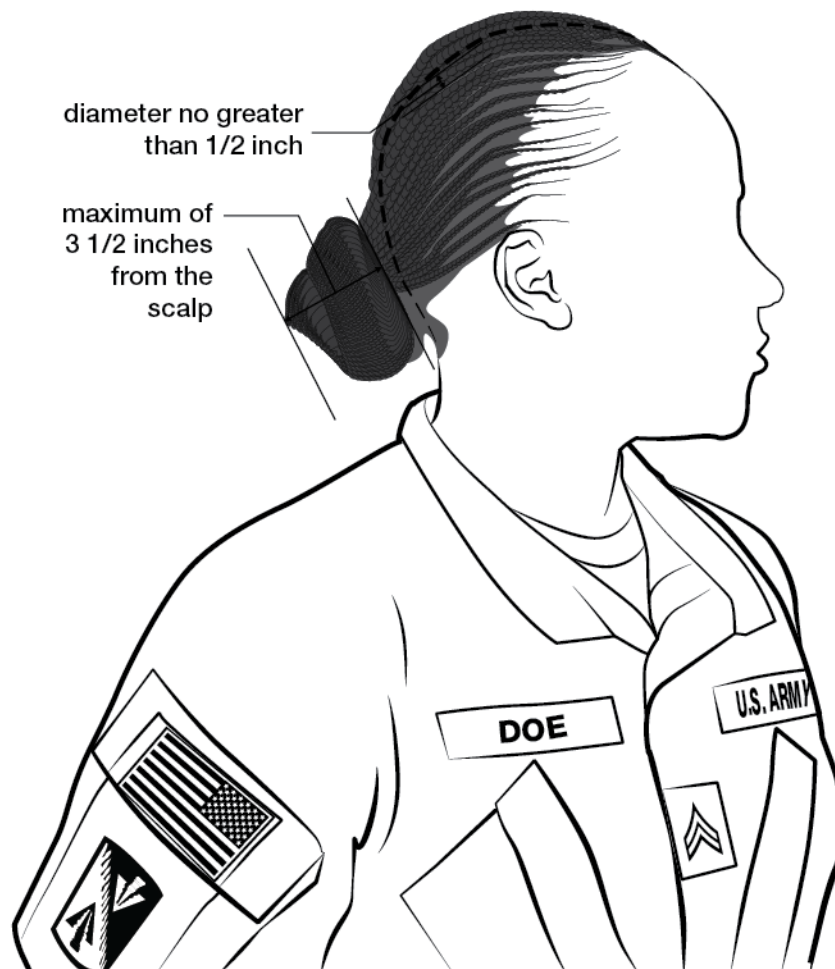 diameter no greater
than 1/2 inch
maximum of
3 1/2 inches
from the
scalp
DOE
U.S. ARMY